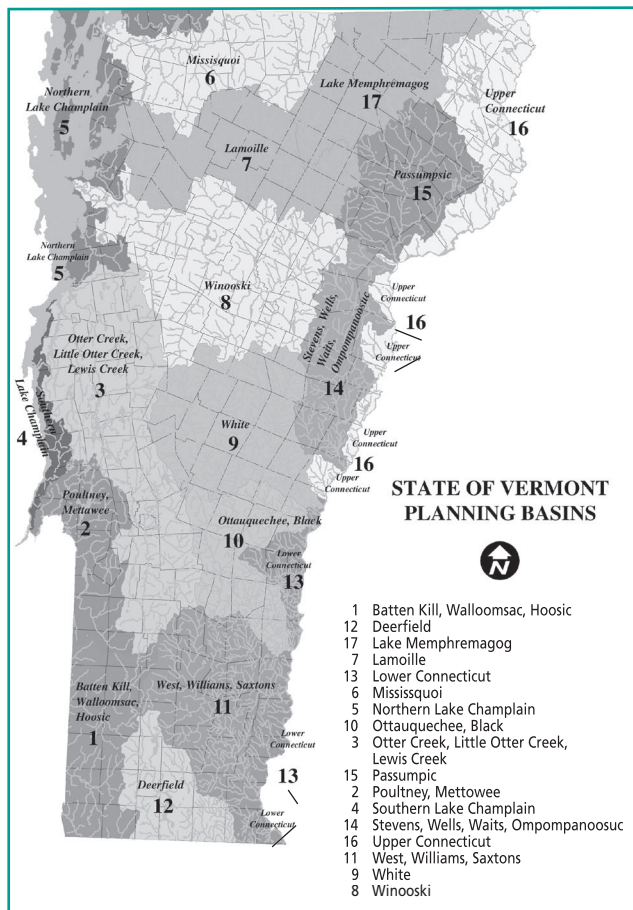 Missisquoi
6
Northern
Lake Champlain
5
Lake Memphremagog
17
Upper
Connecticut
16
Lamoille
7
Passumpsic
15
Northern
Lake Champlain
5
Winooski
8
Stevens, Wells,
Waits,
Ompompanoosuc
14
Upper
Connecticut
16
Upper
Connecticut
Otter Creek,
Little Otter Creek,
Lewis Creek
3
Southern
Lake Champlain
4
White
9
Upper
Connecticut
16
Upper
Connecticut
Poultney,
Mettawee
2
Ottauquechee, Black
10
Lower
Connecticut
13
STATE OF VERMONT
PLANNING BASINS
N
Batten Kill,
Walloomsac,
Hoosic
1
West, Williams, Saxtons
11
Lower
Connecticut
13
Deerfield
12
Lower
Connecticut
1 Batten Kill, Walloomsac, Hoosic
12 Deerfield
17 Lake Memphremagog
7 Lamoille
13 Lower Connecticut
6 Mississquoi
5 Northern Lake Champlain
10 Ottauquechee, Black
3 Otter Creek, Little Otter Creek,
Lewis Creek
15 Passumpic
2 Poultney, Mettowee
4 Southern Lake Champlain
14 Stevens, Wells, Waits, Ompompanoosuc
16 Upper Connecticut
11 West, Williams, Saxtons
9 White
8 Winooski